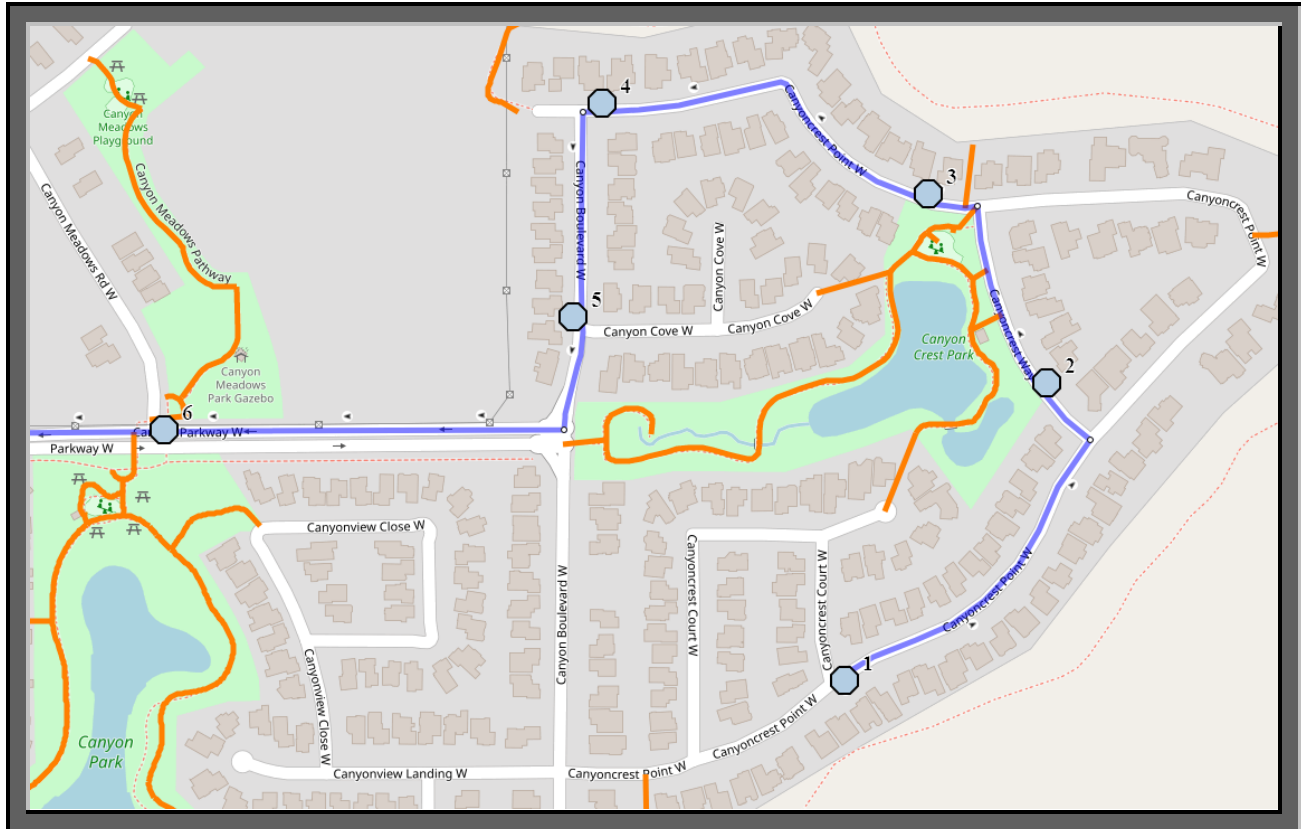 4
Canyon
Meadows
Playground
Canyoncrest Point W
Canyon Meadows Pathway
Canyon Boulevard W
3
Canyoncrest
Point W
Canyon Meadows Rd W
Canyon Cove W
5
Canyon Cove W
Canyon Cove W
Canyoncrest Way
Canyon
Crest Park
2
Canyon
Meadows
Park Gazebo
6
Parkway W
Parkway W
Canyonview Close W
Canyoncrest Court W
Canyoncrest Court W
Canyon Boulevard W
Canyoncrest Point W
1
Canyonview Close W
Canyoncrest Point W
Canyon
Park
Canyonview Landing W
Canyoncrest Point W